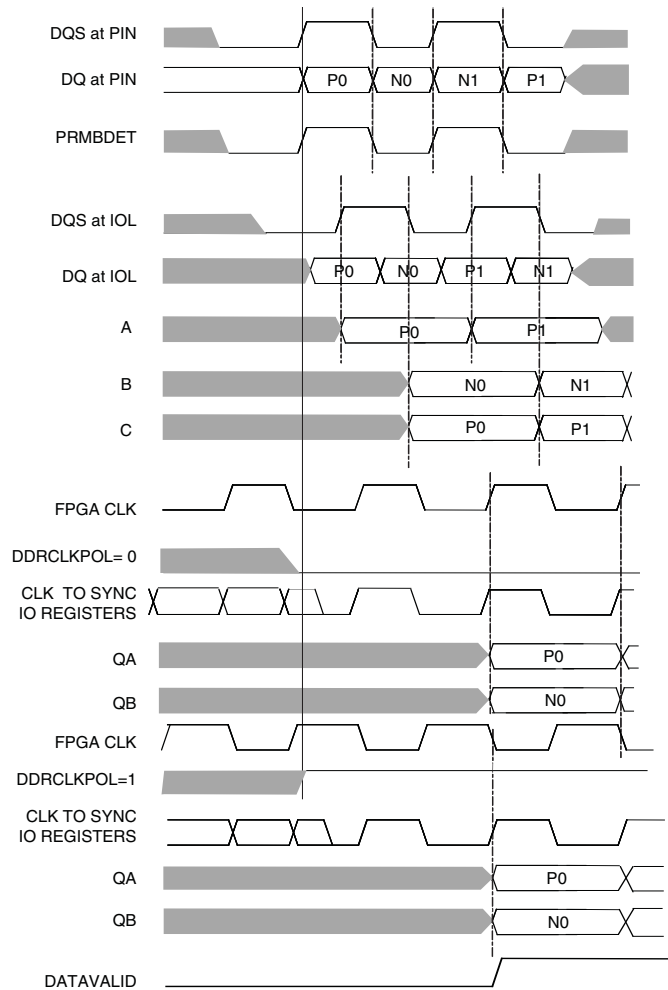 DQS at PIN
DQ at PIN P0 N0 N1 P1
PRMBDET
DQS at IOL
DQ at IOL P0 N0 P1 N1
A P0 P1
B N0 N1
C P0 P1
FPGA CLK
DDRCLKPOL= 0
CLK TO SYNC
IO REGISTERS
QA P0
QB N0
FPGA CLK
DDRCLKPOL=1
CLK TO SYNC
IO REGISTERS
QA P0
QB N0
DATAVALID